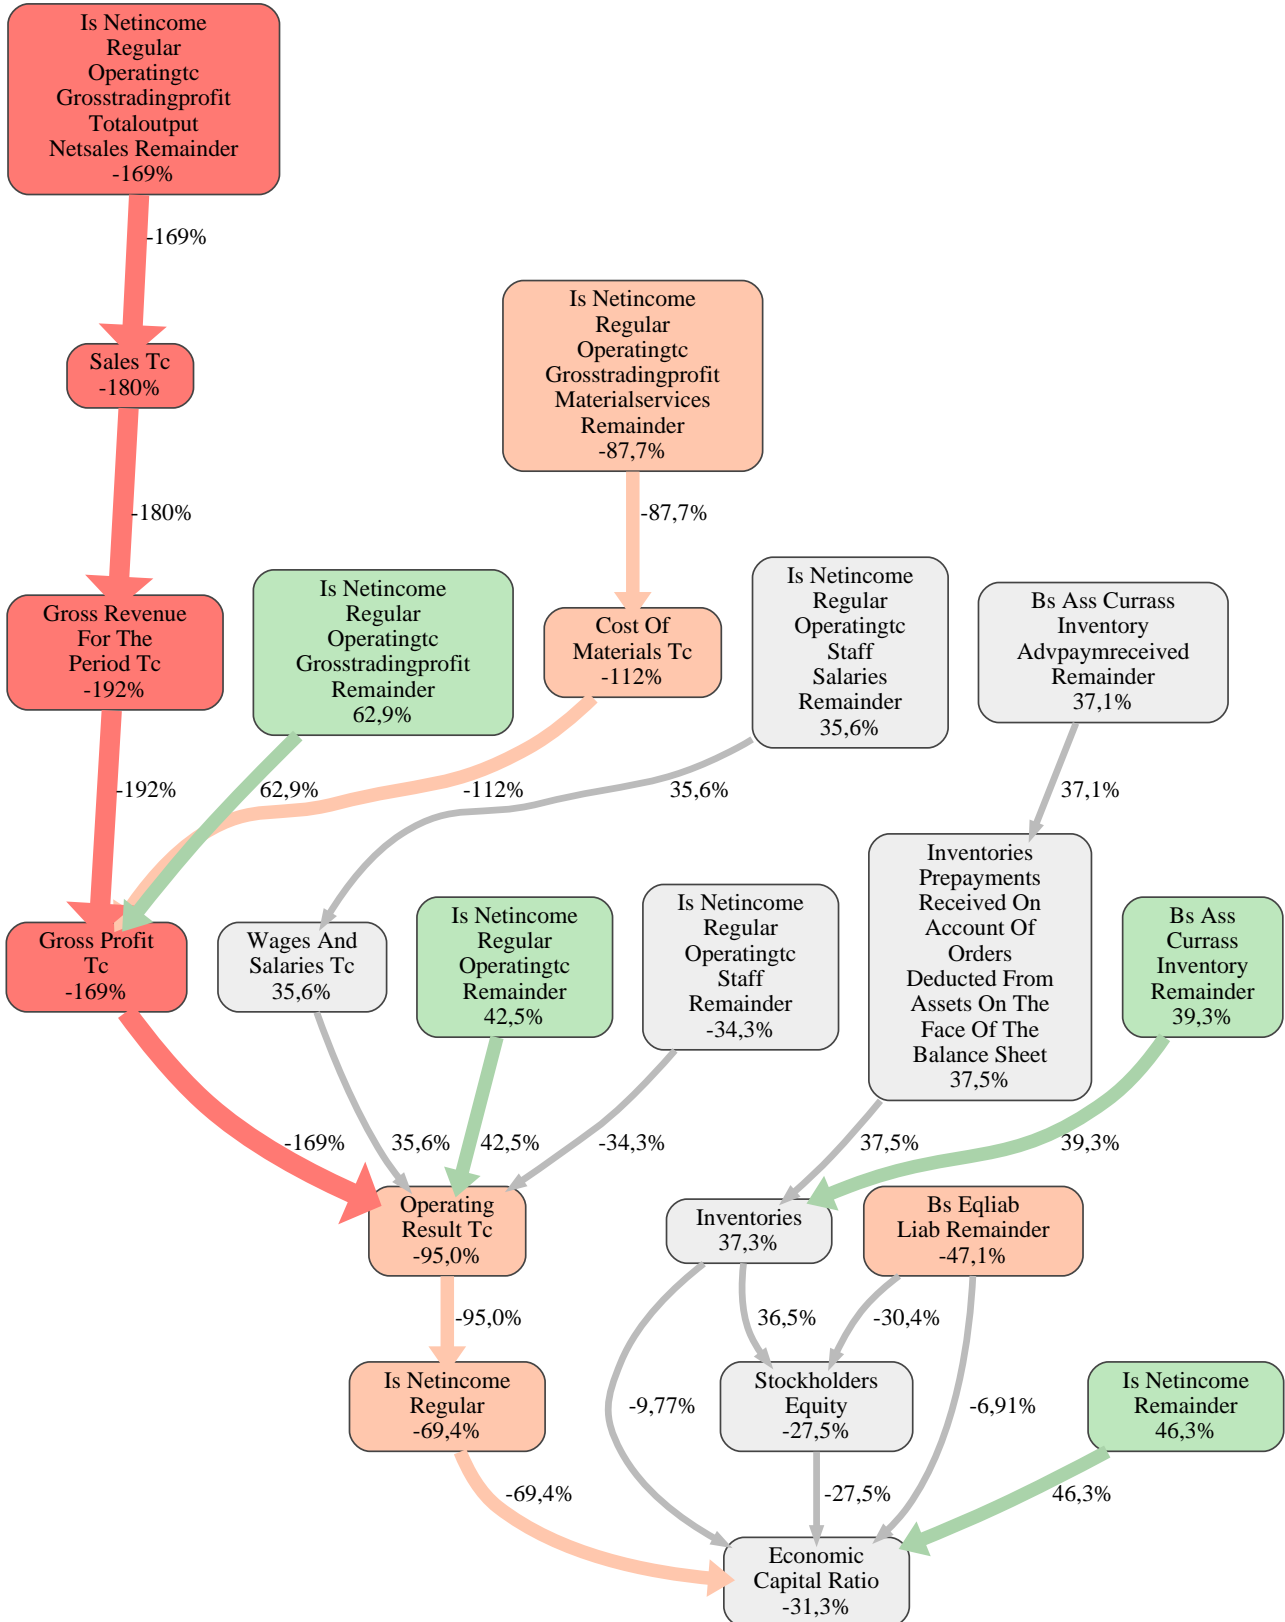 Is Netincome
Regular
Operatingtc
Grosstradingprofit
Totaloutput
Netsales Remainder
-169%
-169%
Sales Tc
-180%
-180%
Is Netincome
Regular
Operatingtc
Grosstradingprofit
Materialservices
Remainder
-87,7%
-87,7%
Gross Revenue
For The
Period Tc
-192%
Is Netincome
Regular
Operatingtc
Grosstradingprofit
Remainder
62,9%
Cost Of
Materials Tc
-112%
Is Netincome
Regular
Operatingtc
Staff
Salaries
Remainder
35,6%
Bs Ass Currass
Inventory
Advpaymreceived
Remainder
37,1%
-192%
62,9%
-112%
35,6%
37,1%
Gross Profit
Tc
-169%
Wages And
Salaries Tc
35,6%
Is Netincome
Regular
Operatingtc
Remainder
42,5%
Is Netincome
Regular
Operatingtc
Staff
Remainder
-34,3%
Inventories
Prepayments
Received On
Account Of
Orders
Deducted From
Assets On The
Face Of The
Balance Sheet
37,5%
Bs Ass
Currass
Inventory
Remainder
39,3%
-169%
35,6%
42,5%
-34,3%
37,5%
39,3%
Operating
Result Tc
-95,0%
Inventories
37,3%
Bs Eqliab
Liab Remainder
-47,1%
-95,0%
36,5%
-30,4%
Is Netincome
Regular
-69,4%
-9,77%
Stockholders
Equity
-27,5%
-6,91%
Is Netincome
Remainder
46,3%
-69,4%
-27,5%
46,3%
Economic
Capital Ratio
-31,3%